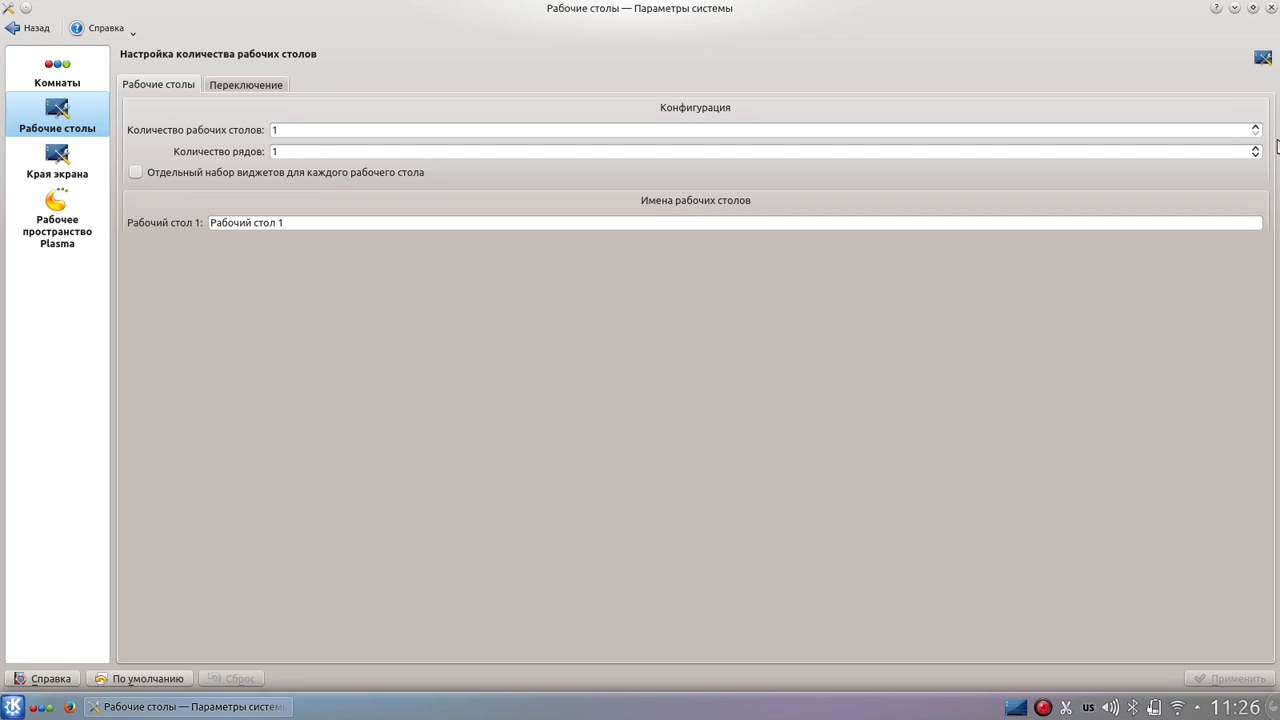 Рабочие столы — Параметры системы
Назад
Справка
Настройка количества рабочих столов
Комнаты
Рабочие столы
Края экрана
Рабочее
пространство
Plasma
Рабочие столы
Переключение
Конфигурация
Количество рабочих столов: 1
Количество рядов: 1
Отдельный набор виджетов для каждого рабочего стола
Имена рабочих столов
Рабочий стол 1: Рабочий стол 1
Справка
По умолчанию
Сброс
Применить
Рабочие столы — Параметры систем
us
11:26